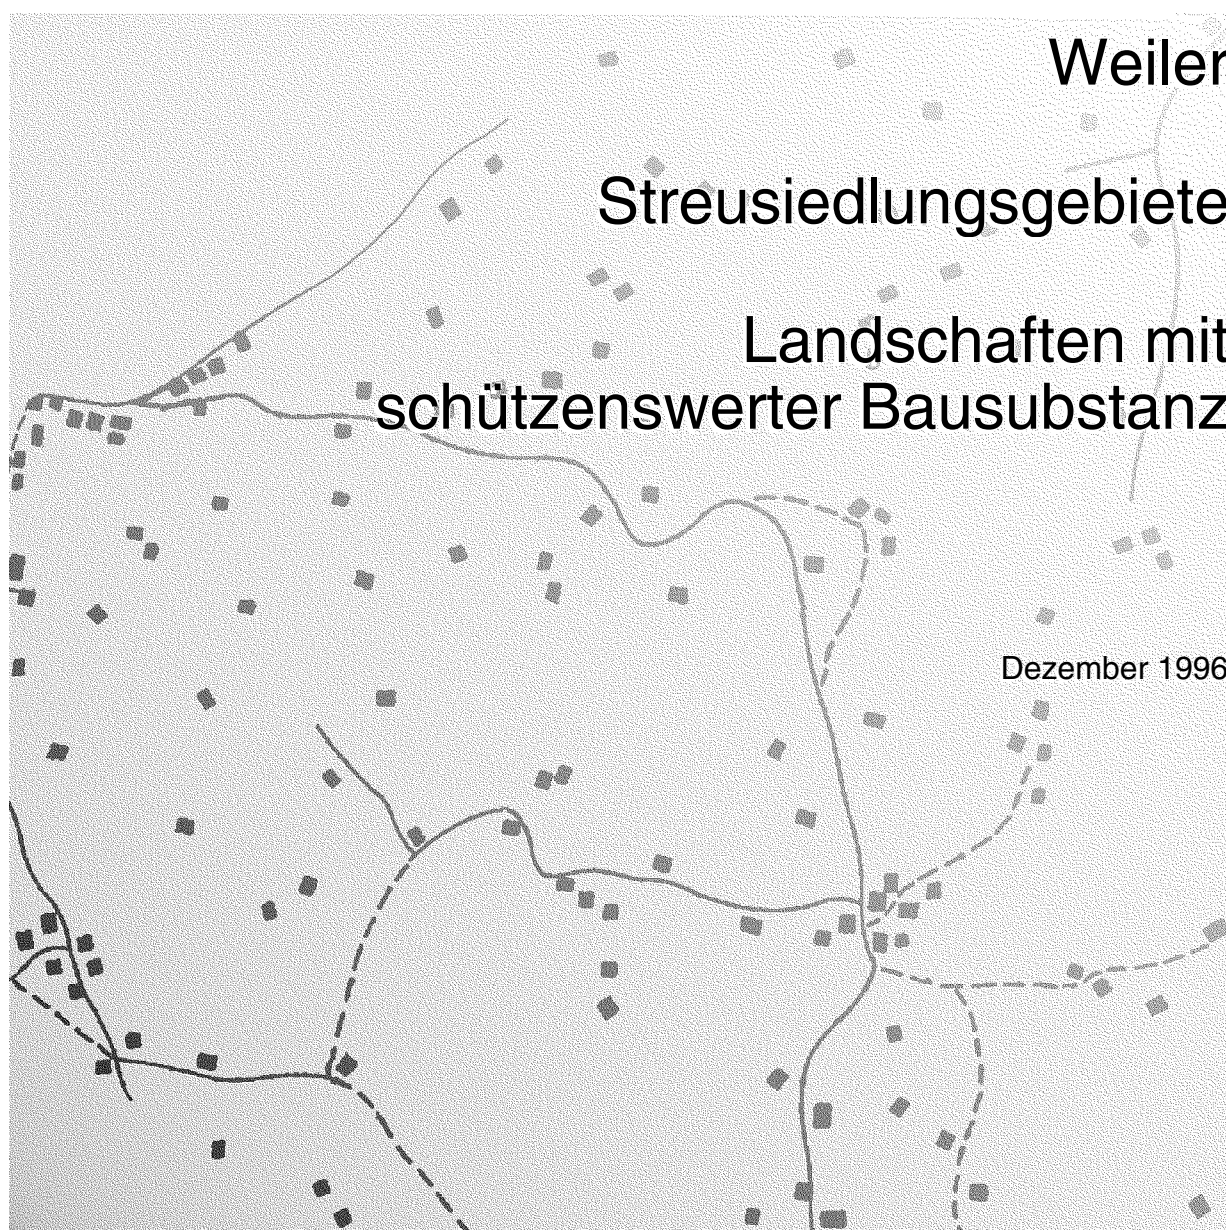 Weiler
Streusiedlungsgebiete
Landschaften mit
schützenswerter Bausubstanz
Dezember 1996